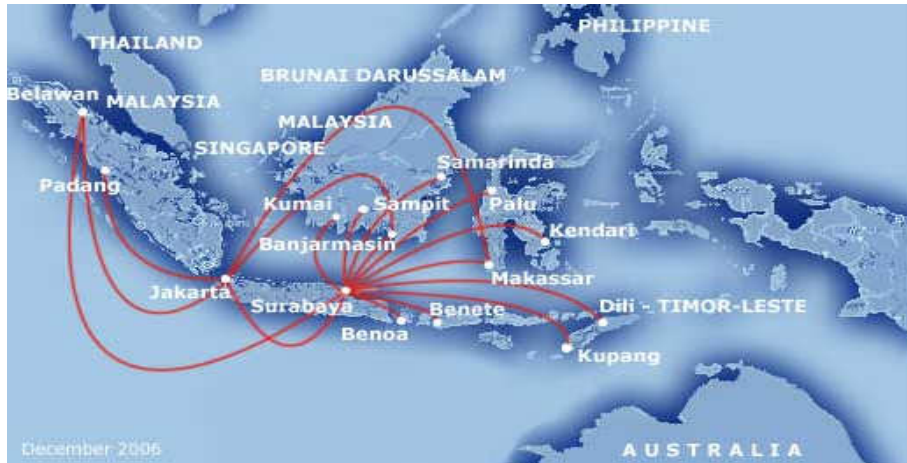 PHILIPPINE
THAILAND
BRUNAI DARUSSALAM
Belawan
MALAYSIA
MALAYSIA
SINGAPORE
Samarinda
Padang
Kumai
Sampit
Palu
Kendari
Banjarmasin
Makassar
Jakarta
Surabaya
Benete
Dili - TIMOR-LESTE
Benoa
Kupang
December 2006
AUSTRALIA